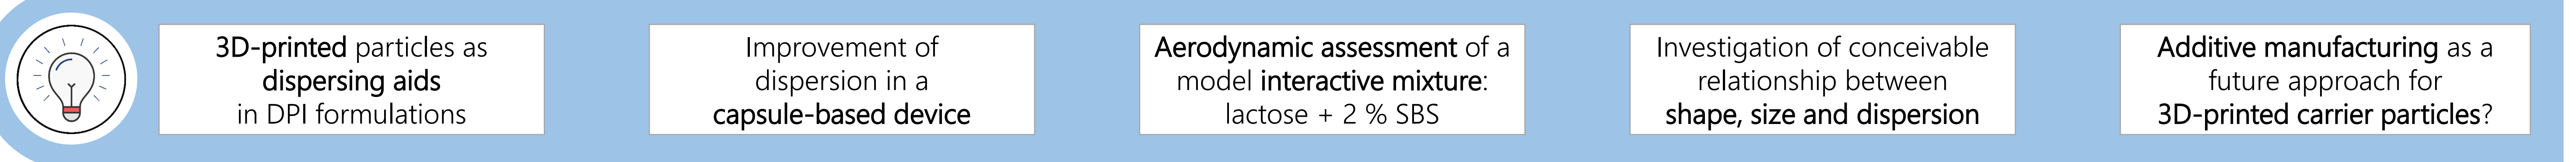 3D-printed particles as
dispersing aids
in DPI formulations
Improvement of
dispersion in a
capsule-based device
Aerodynamic assessment of a
model interactive mixture:
lactose + 2 % SBS
Investigation of conceivable
relationship between
shape, size and dispersion
Additive manufacturing as a
future approach for
3D-printed carrier particles?